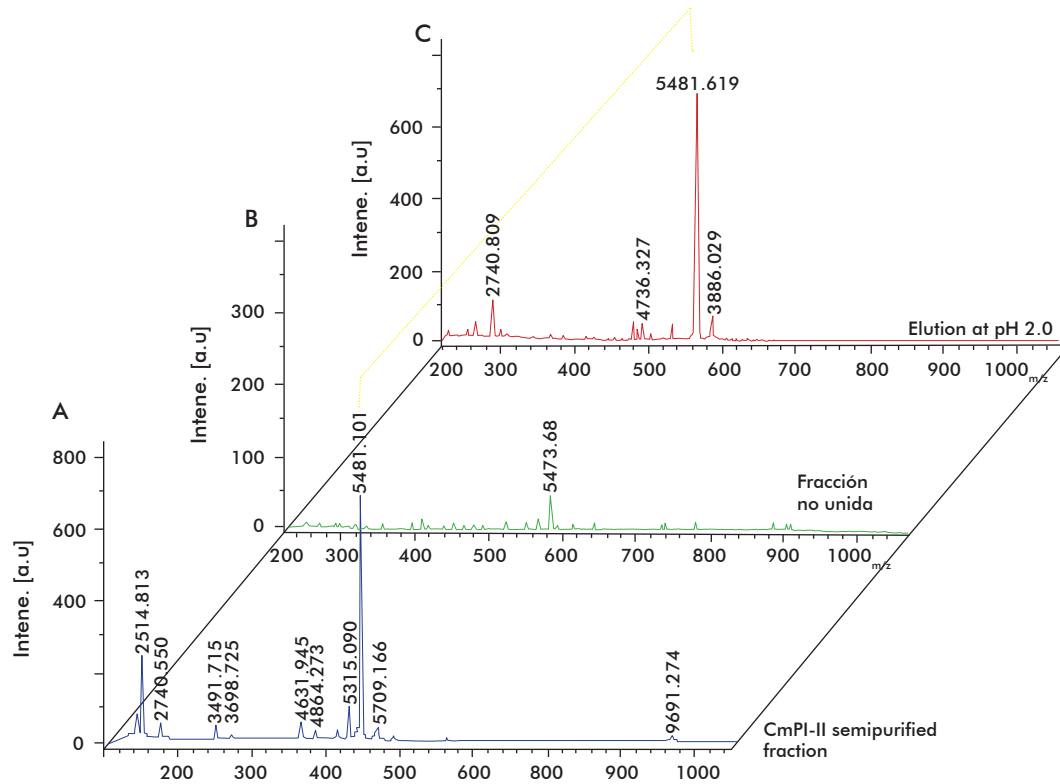 C
Intene. [a.u]
600
400
200
0
2740.809
4736.327
5481.619
3886.029
Elution at pH 2.0
200 300 400 500 600 700 800 900 1000 m/z
B
Intene. [a.u]
300
200
100
0
5473.68
Fracción
no unida
200 300 400 500 600 700 800 900 1000 m/z
A
Intene. [a.u]
800
600
400
0
2514.813
2740.550
3491.715
3698.725
4631.945
4864.273
5315.090
5481.101
5709.166
9691.274
CmPI-II semipurified
fraction
200 300 400 500 600 700 800 900 1000